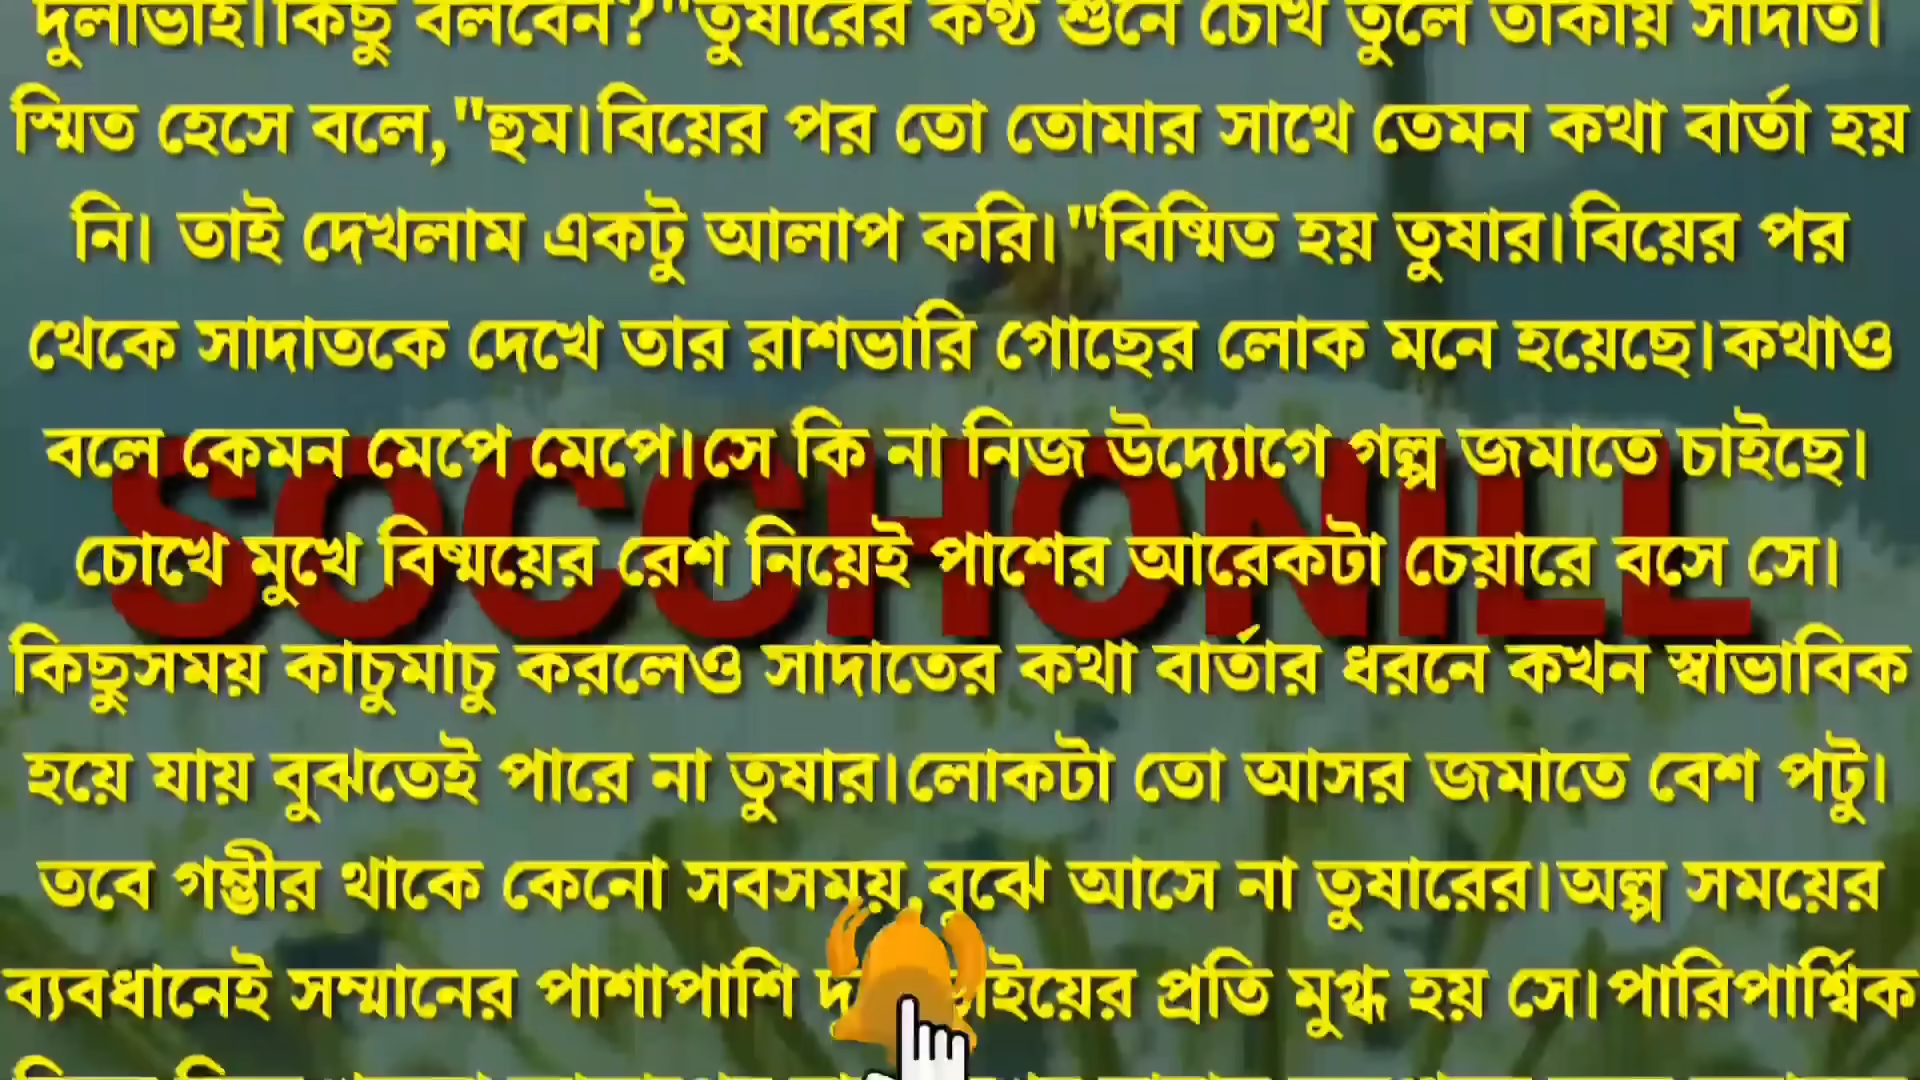 দুলাভাই।কিছু বলবেন?"তুষারের কণ্ঠ শুনে চোখ তুলে তাকায় সাদাত।
স্মিত হেসে বলে,"হুম।বিয়ের পর তো তোমার সাথে তেমন কথা বার্তা হয়
নি। তাই দেখলাম একটু আলাপ করি।"বিষ্মিত হয় তুষার।বিয়ের পর
থেকে সাদাতকে দেখে তার রাশভারি গোছের লোক মনে হয়েছে।কথাও
বলে কেমন মেপে মেপে।সে কি না নিজ উদ্যোগে গল্প জমাতে চাইছে।
SOCCHONILL
চোখে মুখে বিষ্ময়ের রেশ নিয়েই পাশের আরেকটা চেয়ারে বসে সে।
কিছুসময় কাচুমাচু করলেও সাদাতের কথা বার্তার ধরনে কখন স্বাভাবিক
হয়ে যায় বুঝতেই পারে না তুষার।লোকটা তো আসর জমাতে বেশ পটু।
তবে গম্ভীর থাকে কেনো সবসময়,বুঝে আসে না তুষারের।অল্প সময়ের
ব্যবধানেই সম্মানের পাশাপাশি প্রতি মুগ্ধ হয় সে।পারিপার্শ্বিক